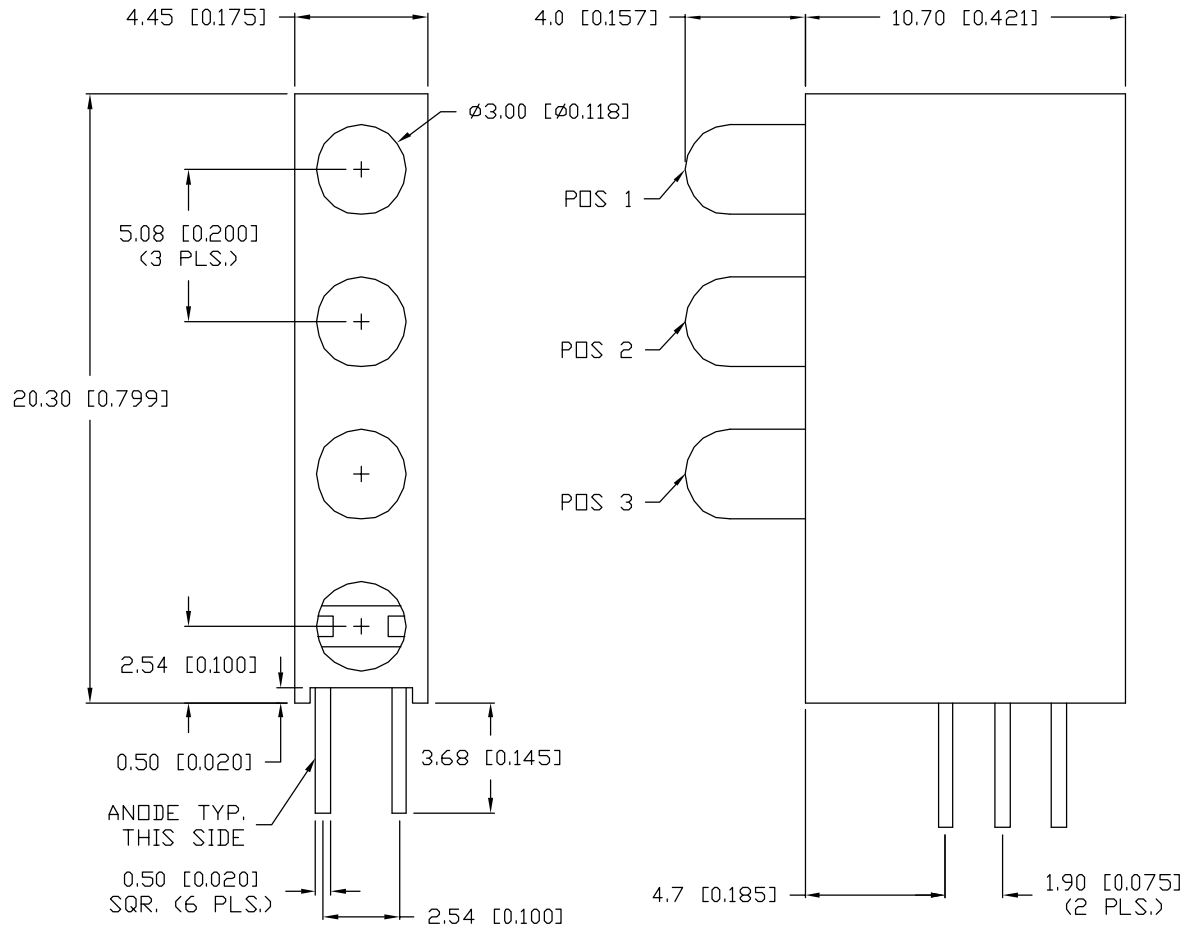 4.45 [0.175]
4.0 [0.157]
10.70 [0.421]
ø3.00 [ø0.118]
POS 1
5.08 [0.200]
(3 PLS.)
POS 2
20.30 [0.799]
POS 3
2.54 [0.100]
0.50 [0.020]
3.68 [0.145]
ANODE TYP.
THIS SIDE
0.50 [0.020]
SQR. (6 PLS.)
2.54 [0.100]
4.7 [0.185]
1.90 [0.075]
(2 PLS.)